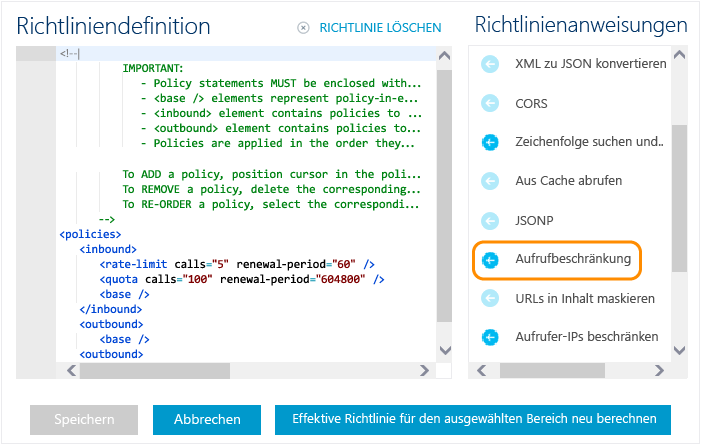 Richtliniendefinition
RICHTLINIE LÖSCHEN
<!--
IMPORTANT:
- Policy statements MUST be enclosed with...
- <base /> elements represent policy-in-e...
- <inbound> element contains policies to ...
- <outbound> element contains policies to...
- Policies are applied in the order they...
To ADD a policy, position cursor in the poli...
To REMOVE a policy, delete the corresponding...
To RE-ORDER a policy, select the correspondi...
-->
<policies>
<inbound>
<rate-limit calls="5" renewal-period="60" />
<quota calls="100" renewal-period="604800" />
<base />
</inbound>
<outbound>
<base />
<outbound>
Richtlinienanweisungen
XML zu JSON konvertieren
CORS
Zeichenfolge suchen und..
Aus Cache abrufen
JSONP
Aufrufbeschränkung
URLs in Inhalt maskieren
Aufrufer-IPs beschränken
Speichern
Abbrechen
Effektive Richtlinie für den ausgewählten Bereich neu berechnen